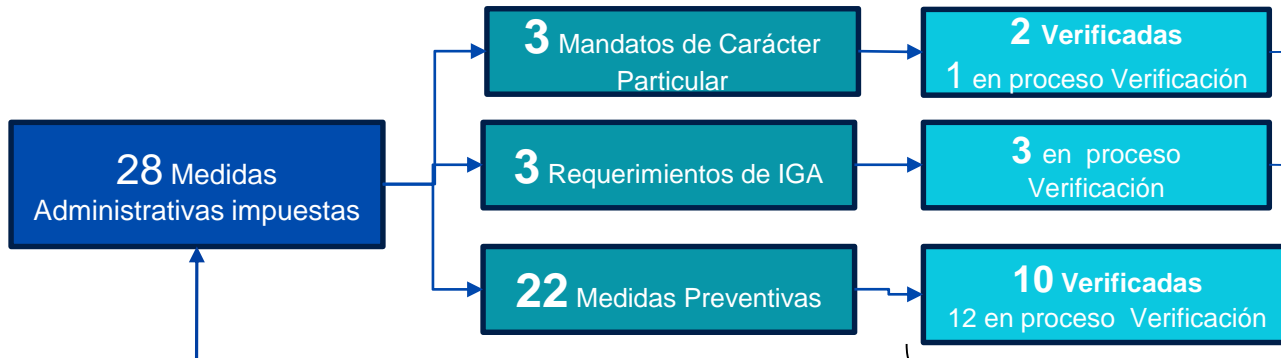 3 Mandatos de Carácter
Particular
2 Verificadas
1 en proceso Verificación
28 Medidas
Administrativas impuestas
3 Requerimientos de IGA
3 en proceso
Verificación
22 Medidas Preventivas
10 Verificadas
12 en proceso Verificación